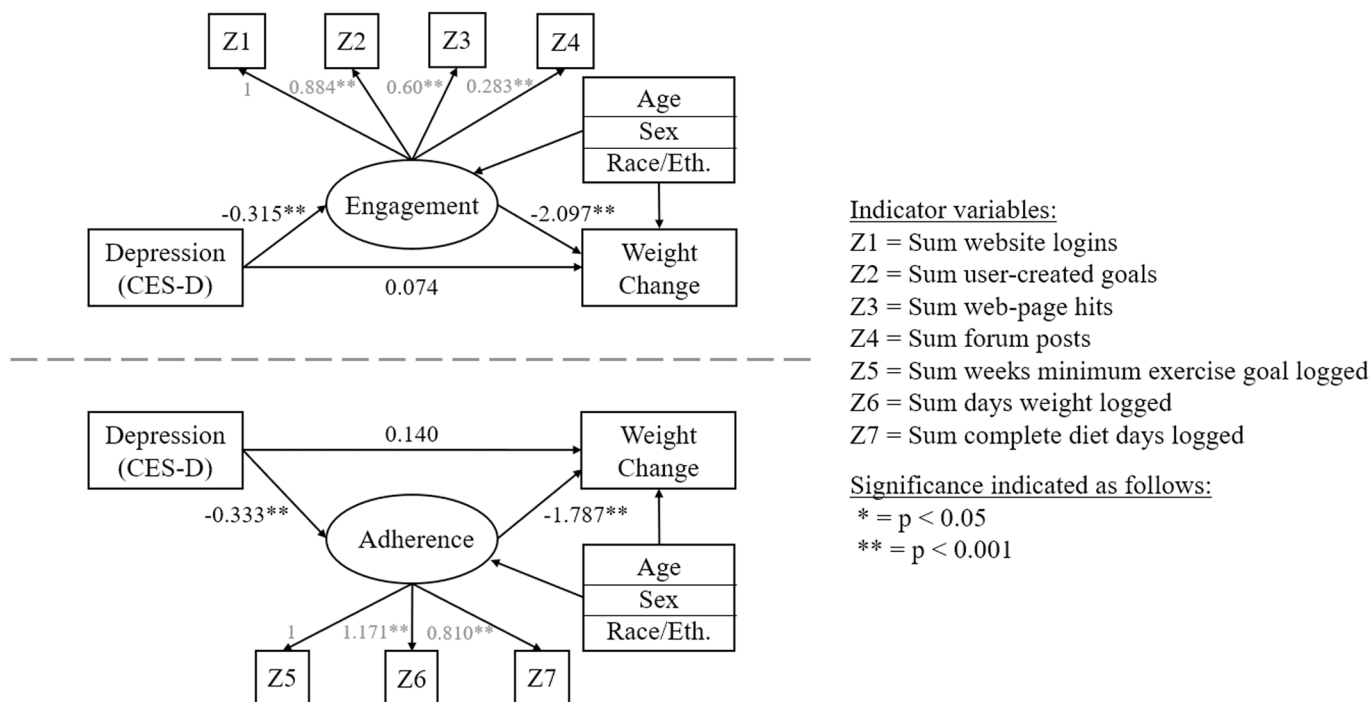 Z1
Z2
Z3
Z4
1
0.884**
0.60**
0.283**
Age
Sex
Race/Eth.
Engagement
-0.315**
-2.097**
Depression
(CES-D)
0.074
Weight
Change
Depression
(CES-D)
0.140
Weight
Change
-0.333**
-1.787**
Adherence
Age
Sex
Race/Eth.
1
1.171**
0.810**
Z5
Z6
Z7
Indicator variables:
Z1 = Sum website logins
Z2 = Sum user-created goals
Z3 = Sum web-page hits
Z4 = Sum forum posts
Z5 = Sum weeks minimum exercise goal logged
Z6 = Sum days weight logged
Z7 = Sum complete diet days logged
Significance indicated as follows:
* = p < 0.05
** = p < 0.001